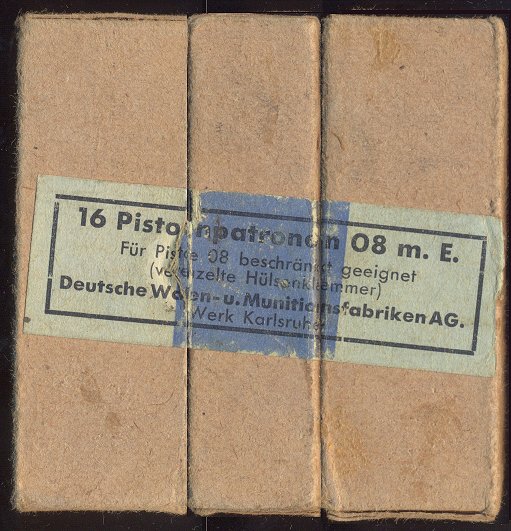 16 Pistolenpatronen 08 m. E.
Für Pistole 08 beschränkt geeignet
(vereinzelte Hülsenklemmer)
Deutsche Waffen- u. Munitionsfabriken AG.
Werk Karlsruhe